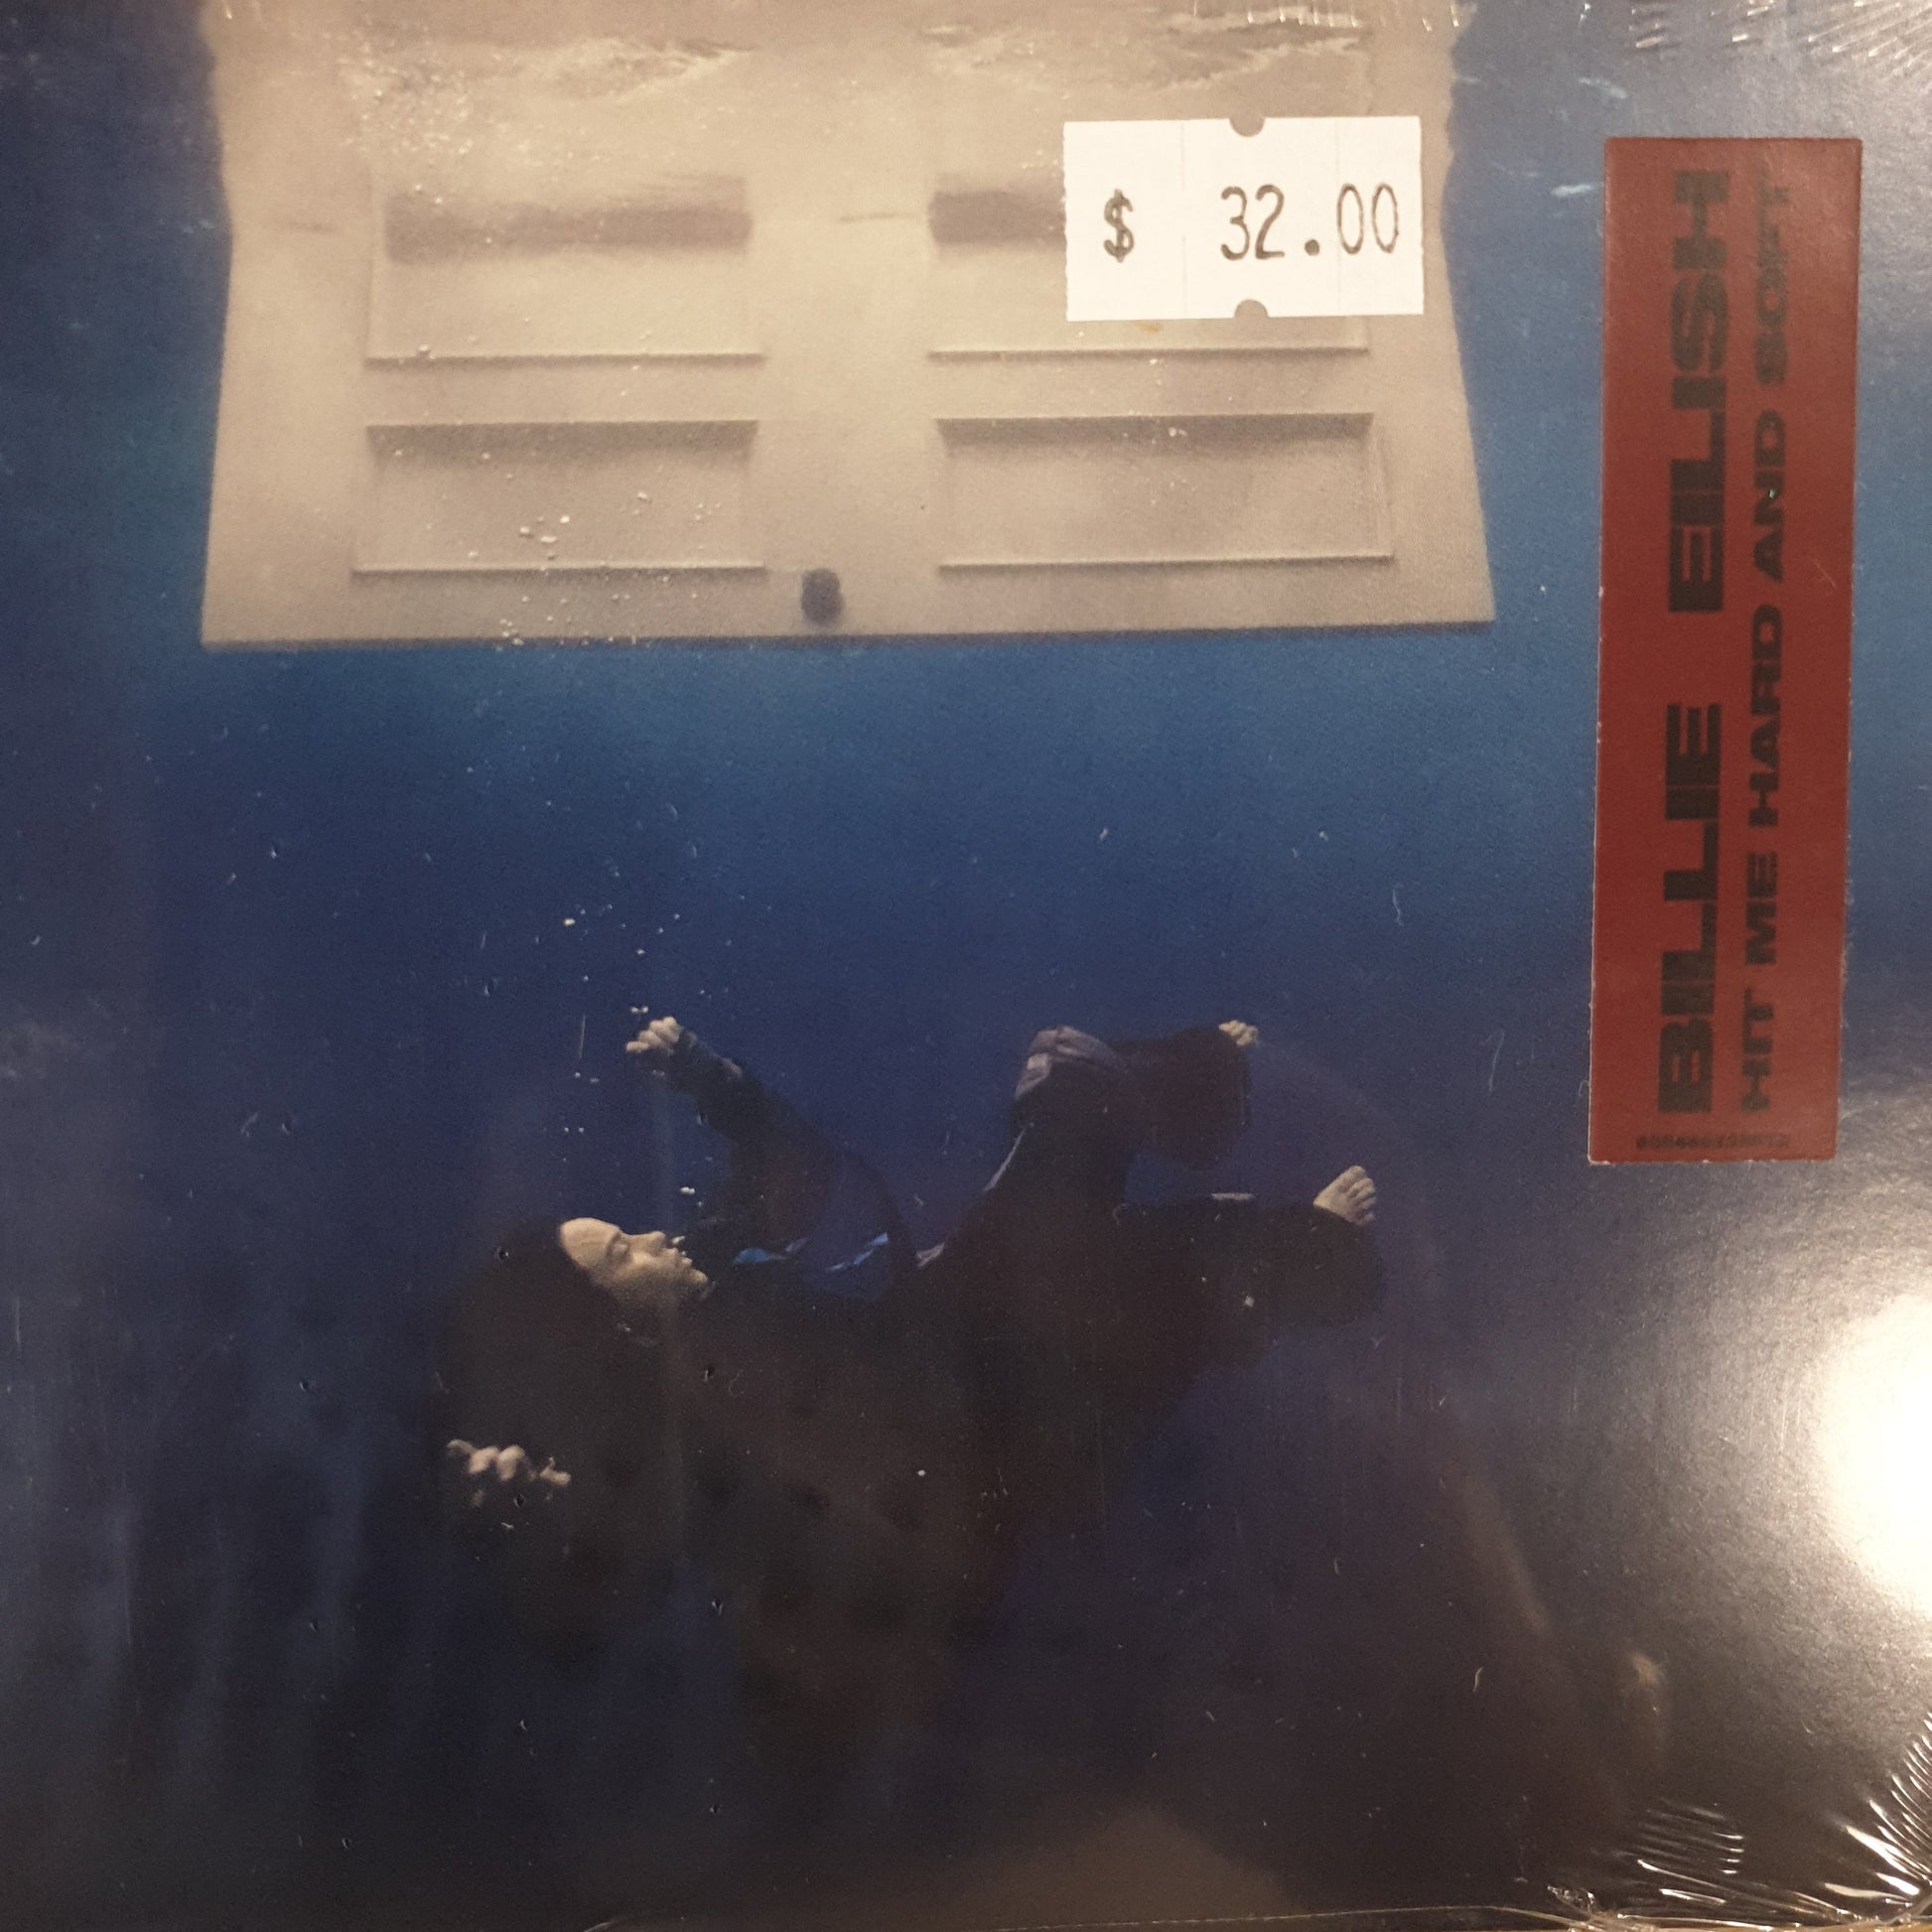 $ 32.00
BILLIE EILISH
HIT ME HARD AND SOFT